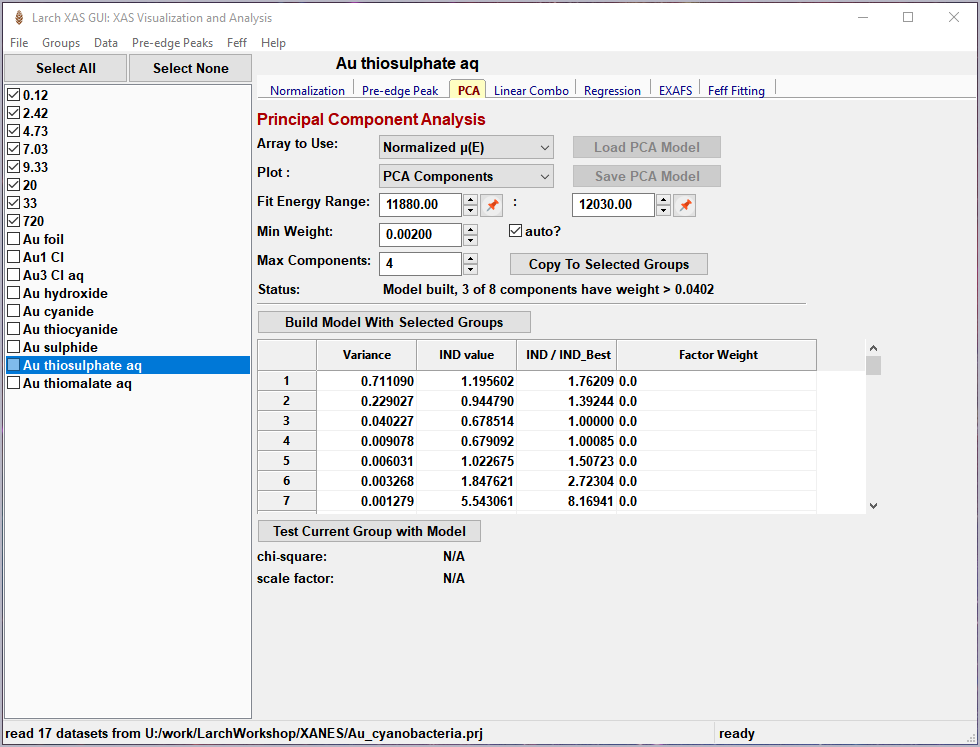 Larch XAS GUI: XAS Visualization and Analysis
File Groups Data Pre-edge Peaks Feff Help
Select All Select None
0.12
2.42
4.73
7.03
9.33
20
33
720
Au foil
Au1 Cl
Au3 Cl aq
Au hydroxide
Au cyanide
Au thiocyanide
Au sulphide
Au thiosulphate aq
Au thiomalate aq
Au thiosulphate aq
Normalization Pre-edge Peak PCA Linear Combo Regression EXAFS Feff Fitting
Principal Component Analysis
Array to Use: Normalized μ(E) Load PCA Model
Plot : PCA Components Save PCA Model
Fit Energy Range: 11880.00 : 12030.00
Min Weight: 0.00200 auto?
Max Components: 4 Copy To Selected Groups
Status: Model built, 3 of 8 components have weight > 0.0402
Build Model With Selected Groups
Variance IND value IND / IND_Best Factor Weight
1 0.711090 1.195602 1.76209 0.0
2 0.229027 0.944790 1.39244 0.0
3 0.040227 0.678514 1.00000 0.0
4 0.009078 0.679092 1.00085 0.0
5 0.006031 1.022675 1.50723 0.0
6 0.003268 1.847621 2.72304 0.0
7 0.001279 5.543061 8.16941 0.0
Test Current Group with Model
chi-square: N/A
scale factor: N/A
read 17 datasets from U:/work/LarchWorkshop/XANES/Au_cyanobacteria.prj ready